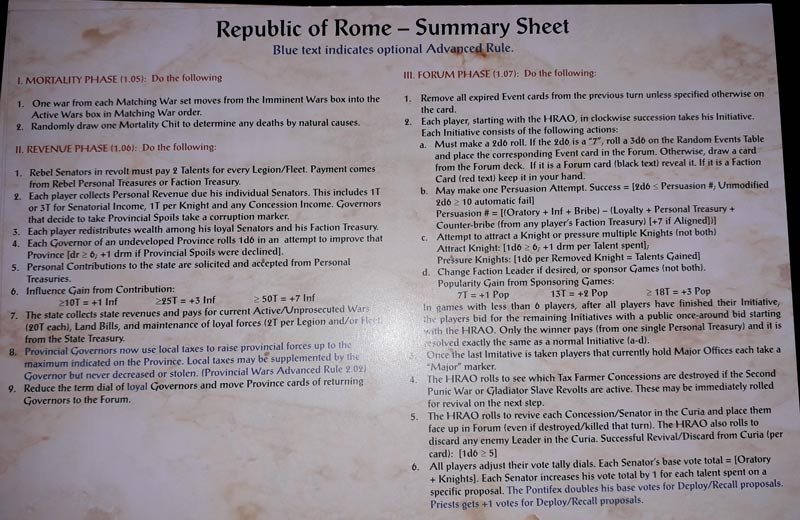 Republic of Rome – Summary Sheet
Blue text indicates optional Advanced Rule.
I. MORTALITY PHASE (1.05): Do the following
1. One war from each Matching War set moves from the Imminent Wars box into the
Active Wars box in Matching War order.
2. Randomly draw one Mortality Chit to determine any deaths by natural causes.
II. REVENUE PHASE (1.06): Do the following:
1. Rebel Senators in revolt must pay 2 Talents for every Legion/Fleet. Payment comes
from Rebel Personal Treasures or Faction Treasury.
2. Each player collects Personal Revenue due his individual Senators. This includes 1T
or 3T for Senatorial Income, 1T per Knight and any Concession Income. Governors
that decide to take Provincial Spoils take a corruption marker.
3. Each player redistributes wealth among his loyal Senators and his Faction Treasury.
4. Each Governor of an undeveloped Province rolls 1d6 in an attempt to improve that
Province [dr ≥ 6; +1 drm if Provincial Spoils were declined].
5. Personal Contributions to the state are solicited and accepted from Personal
Treasuries.
6. Influence Gain from Contribution:
≥10T = +1 Inf ≥25T = +3 Inf ≥ 50T = +7 Inf
7. The state collects state revenues and pays for current Active/Unprosecuted Wars
(20T each), Land Bills, and maintenance of loyal forces (2T per Legion and/or Fleet)
from the State Treasury.
8. Provincial Governors now use local taxes to raise provincial forces up to the
maximum indicated on the Province. Local taxes may be supplemented by the
Governor but never decreased or stolen. (Provincial Wars Advanced Rule 2.02)
9. Reduce the term dial of loyal Governors and move Province cards of returning
Governors to the Forum.
III. FORUM PHASE (1.07): Do the following:
1. Remove all expired Event cards from the previous turn unless specified otherwise on
the card.
2. Each player, starting with the HRAO, in clockwise succession takes his Initiative.
Each Initiative consists of the following actions:
a. Must make a 2d6 roll. If the 2d6 is a "7", roll a 3d6 on the Random Events Table
and place the corresponding Event card in the Forum. Otherwise, draw a card
from the Forum deck. If it is a Forum card (black text) reveal it. If it is a Faction
Card (red text) keep it in your hand.
b. May make one Persuasion Attempt. Success = [2d6 ≤ Persuasion #; Unmodified
2d6 ≥ 10 automatic fail]
Persuasion # = [(Oratory + Inf + Bribe) – (Loyalty + Personal Treasury +
Counter-bribe (from any player's Faction Treasury) [+7 if Aligned])]
c. Attempt to attract a Knight or pressure multiple Knights (not both)
Attract Knight: [1d6 ≥ 6; +1 drm per Talent spent];
Pressure Knights: [1d6 per Removed Knight = Talents Gained]
d. Change Faction Leader if desired, or sponsor Games (not both).
Popularity Gain from Sponsoring Games:
7T = +1 Pop 13T = +2 Pop ≥ 18T = +3 Pop
In games with less than 6 players, after all players have finished their Initiative,
the players bid for the remaining Initiatives with a public once-around bid starting
with the HRAO. Only the winner pays (from one single Personal Treasury) and it is
resolved exactly the same as a normal Initiative (a-d).
3. Once the last Imitative is taken players that currently hold Major Offices each take a
"Major" marker.
4. The HRAO rolls to see which Tax Farmer Concessions are destroyed if the Second
Punic War or Gladiator Slave Revolts are active. These may be immediately rolled
for revival on the next step.
5. The HRAO rolls to revive each Concession/Senator in the Curia and place them
face up in Forum (even if destroyed/killed that turn). The HRAO also rolls to
discard any enemy Leader in the Curia. Successful Revival/Discard from Curia (per
card): [1d6 ≥ 5]
6. All players adjust their vote tally dials. Each Senator's base vote total = [Oratory
+ Knights]. Each Senator increases his vote total by 1 for each talent spent on a
specific proposal. The Pontifex doubles his base votes for Deploy/Recall proposals.
Priests gets +1 votes for Deploy/Recall proposals.